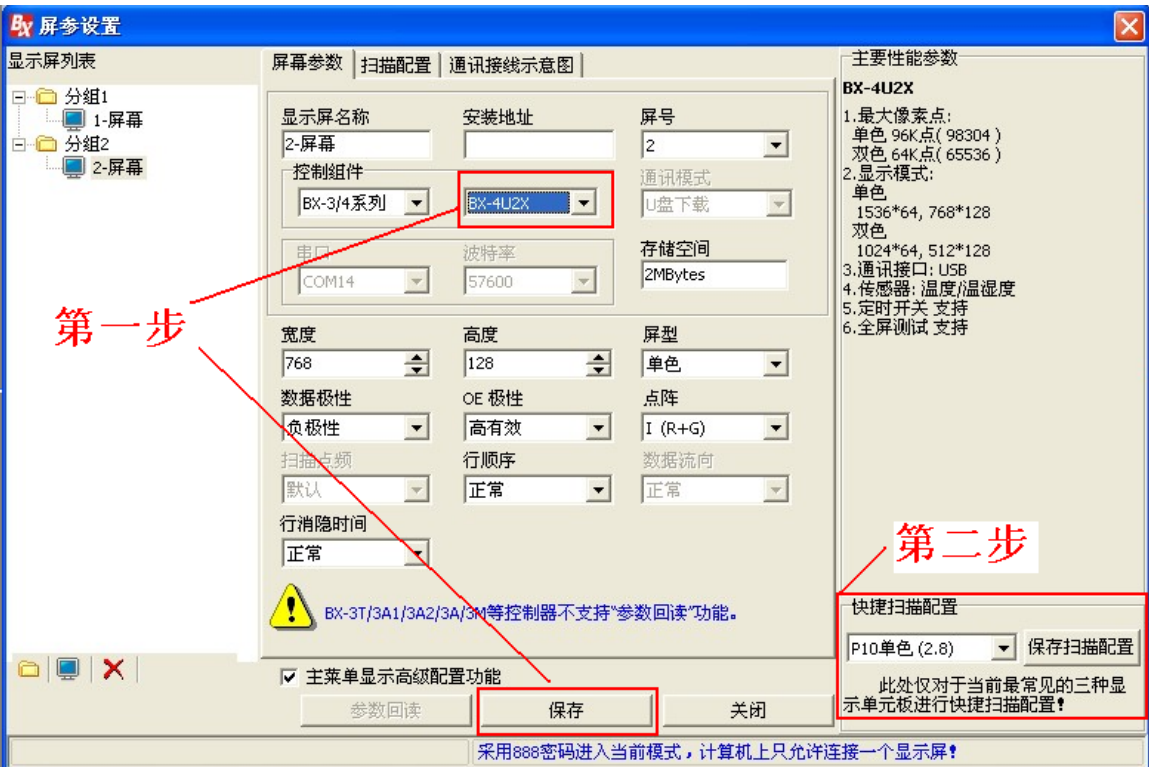 BX 屏参设置
显示屏列表
分组1
1-屏幕
分组2
2-屏幕
屏幕参数 扫描配置 通讯接线示意图
显示屏名称 安装地址 屏号
2-屏幕 2
控制组件 通讯模式
BX-3/4系列 BX-4U2X U盘下载
串口 波特率 存储空间
COM14 57600 2MBytes
第一步
宽度 高度 屏型
768 128 单色
数据极性 OE 极性 点阵
负极性 高有效 I (R+G)
扫描点频 行顺序 数据流向
默认 正常 正常
行消隐时间
正常
BX-3T/3A1/3A2/3A/3M等控制器不支持“参数回读”功能。
主菜单显示高级配置功能
参数回读 保存 关闭
主要性能参数
BX-4U2X
1.最大像素点:
单色 96K点( 98304 )
双色 64K点( 65536 )
2.显示模式:
单色
1536*64, 768*128
双色
1024*64, 512*128
3.通讯接口: USB
4.传感器: 温度/温湿度
5.定时开关 支持
6.全屏测试 支持
第二步
快捷扫描配置
P10单色 (2.8) 保存扫描配置
此处仅对于当前最常见的三种显
示单元板进行快捷扫描配置!
采用888密码进入当前模式，计算机上只允许连接一个显示屏!